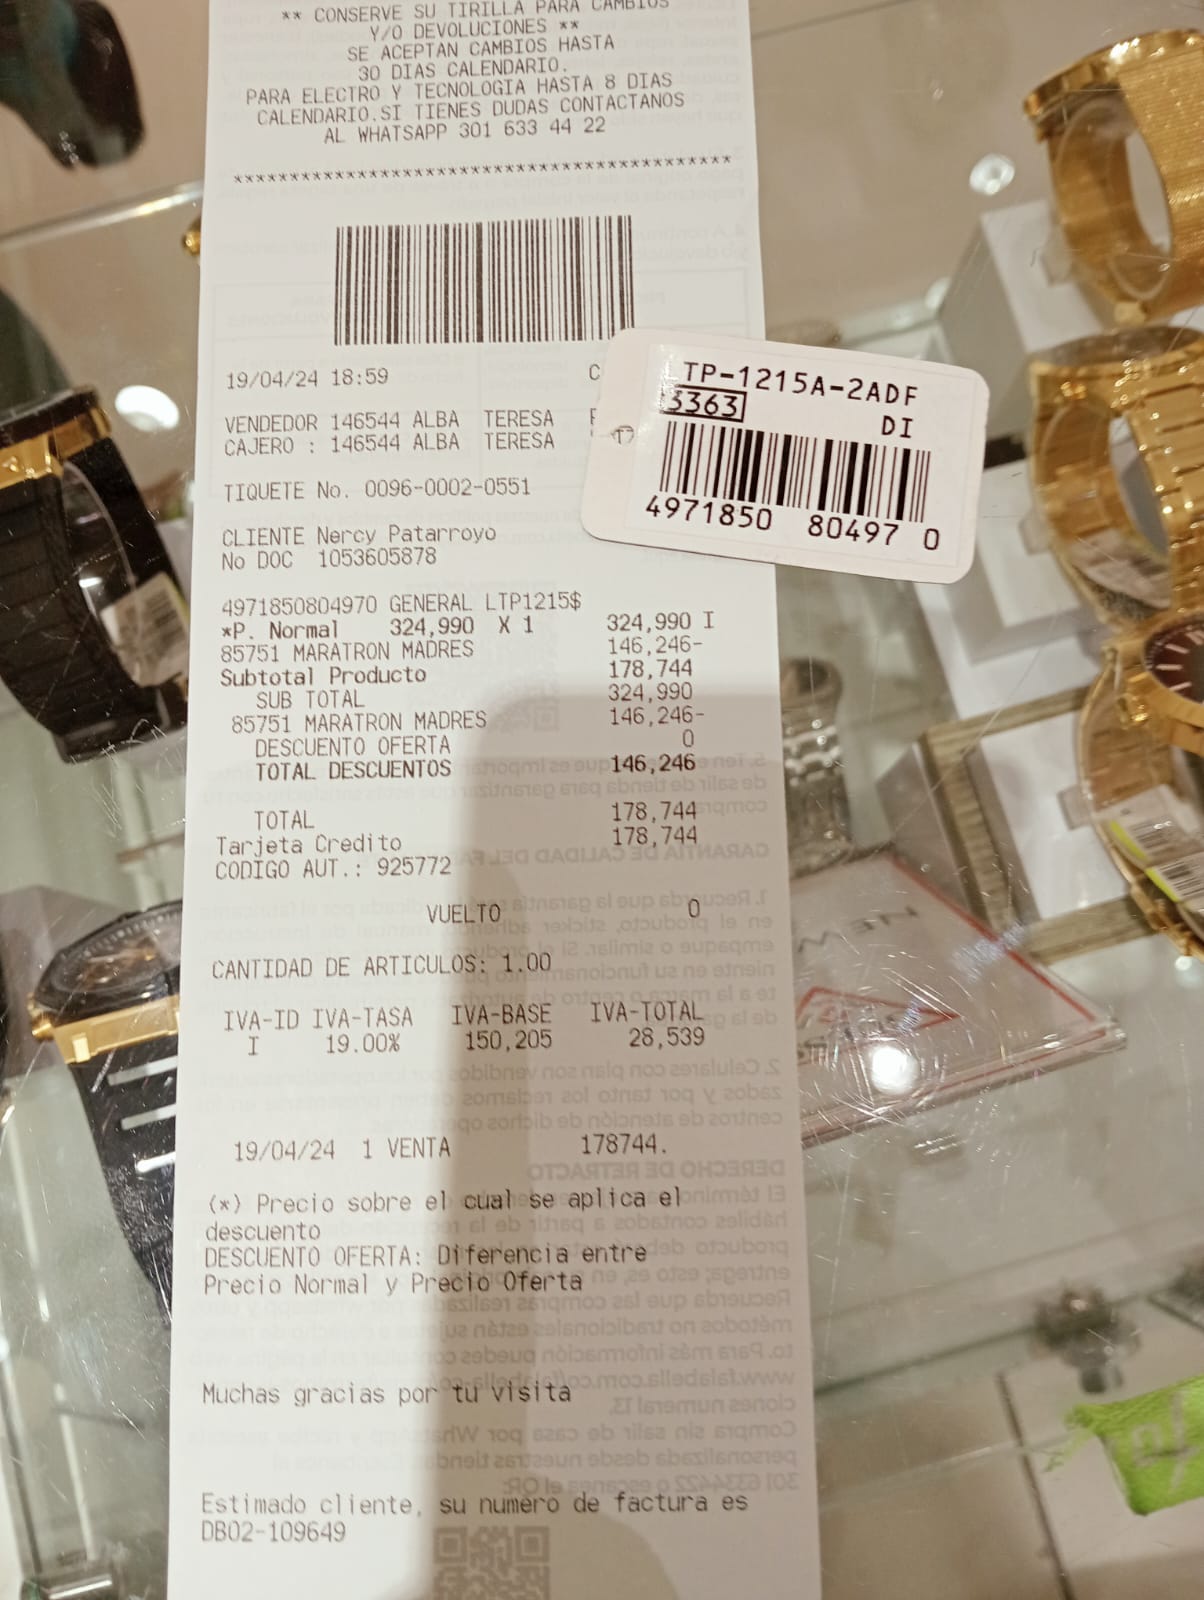 ** CONSERVE SU TIRILLA PARA CAMBIOS
Y/O DEVOLUCIONES **
SE ACEPTAN CAMBIOS HASTA
30 DIAS CALENDARIO.
PARA ELECTRO Y TECNOLOGIA HASTA 8 DIAS
CALENDARIO.SI TIENES DUDAS CONTACTANOS
AL WHATSAPP 301 633 44 22
********************************************
19/04/24 18:59 C
VENDEDOR 146544 ALBA TERESA
CAJERO : 146544 ALBA TERESA
TIQUETE No. 0096-0002-0551
CLIENTE Nercy Patarroyo
No DOC 1053605878
4971850804970 GENERAL LTP1215$
*P. Normal 324,990 X 1 324,990 I
85751 MARATRON MADRES 146,246-
Subtotal Producto 178,744
SUB TOTAL 324,990
85751 MARATRON MADRES 146,246-
DESCUENTO OFERTA 0
TOTAL DESCUENTOS 146,246
TOTAL 178,744
Tarjeta Credito 178,744
CODIGO AUT.: 925772
VUELTO 0
CANTIDAD DE ARTICULOS: 1.00
IVA-ID IVA-TASA IVA-BASE IVA-TOTAL
I 19.00% 150,205 28,539
19/04/24 1 VENTA 178744.
(*) Precio sobre el cual se aplica el
descuento
DESCUENTO OFERTA: Diferencia entre
Precio Normal y Precio Oferta
Muchas gracias por tu visita
Estimado cliente, su numero de factura es
DB02-109649
LTP-1215A-2ADF
3363
DI
4971850 80497 0